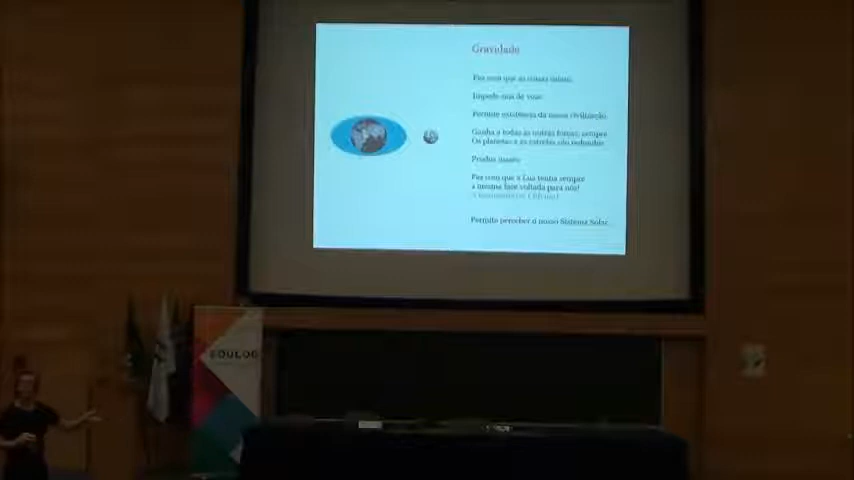 Gravidade
Faz com que as coisas caiam.
Impede-nos de voar.
Permite existência da nossa civilização.
Ganha a todas as outras forças, sempre.
Os planetas e as estrelas são redondos.
Produz marés
Faz com que a Lua tenha sempre
a mesma face voltada para nós!
Permite perceber o nosso Sistema Solar
EDULOG